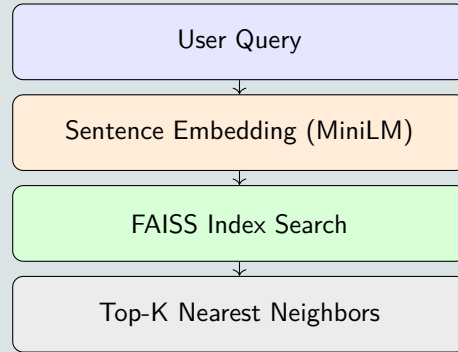 User Query
Sentence Embedding (MiniLM)
FAISS Index Search
Top-K Nearest Neighbors